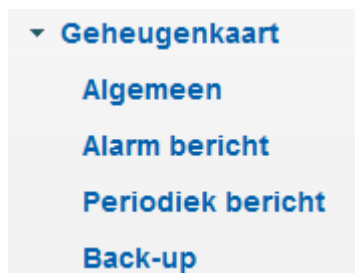 Geheugenkaart
Algemeen
Alarm bericht
Periodiek bericht
Back-up